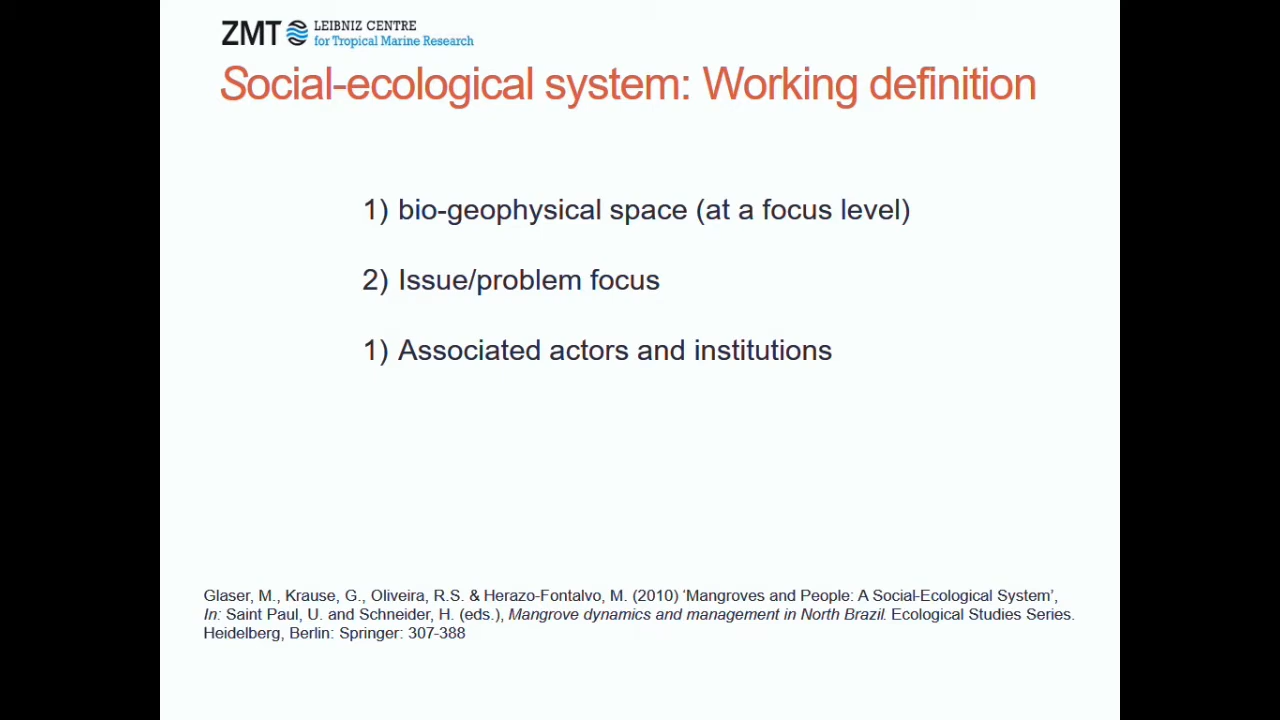 ZMT LEIBNIZ CENTRE
for Tropical Marine Research
Social-ecological system: Working definition
1) bio-geophysical space (at a focus level)
2) Issue/problem focus
1) Associated actors and institutions
Glaser, M., Krause, G., Oliveira, R.S. & Herazo-Fontalvo, M. (2010) ‘Mangroves and People: A Social-Ecological System’,
In: Saint Paul, U. and Schneider, H. (eds.), Mangrove dynamics and management in North Brazil. Ecological Studies Series.
Heidelberg, Berlin: Springer: 307-388